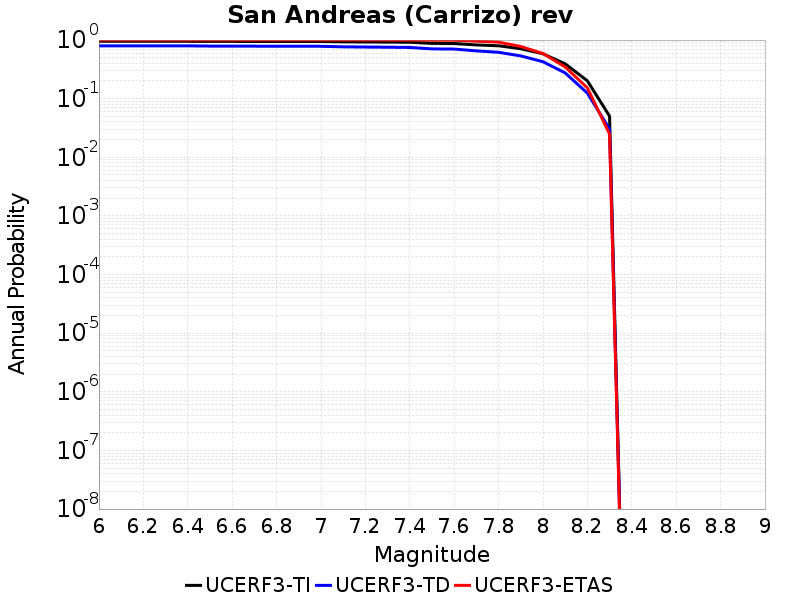 San Andreas (Carrizo) rev
Annual Probability
10^0
10^-1
10^-2
10^-3
10^-4
10^-5
10^-6
10^-7
10^-8
6 6.2 6.4 6.6 6.8 7 7.2 7.4 7.6 7.8 8 8.2 8.4 8.6 8.8 9
Magnitude
UCERF3-TI UCERF3-TD UCERF3-ETAS